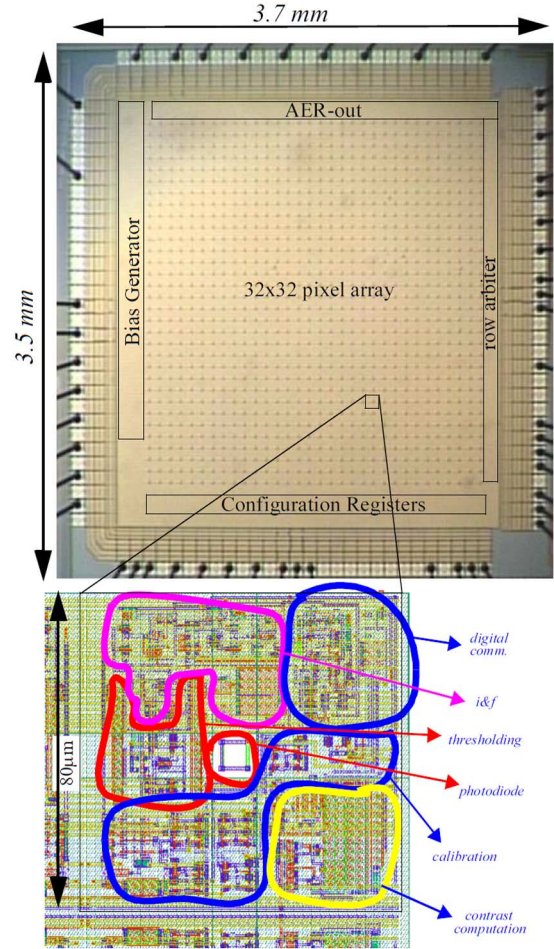 3.7 mm
AER-out
Bias Generator
3.5 mm
32x32 pixel array
row arbiter
Configuration Registers
80μm
digital
comm.
i&f
thresholding
photodiode
calibration
contrast
computation